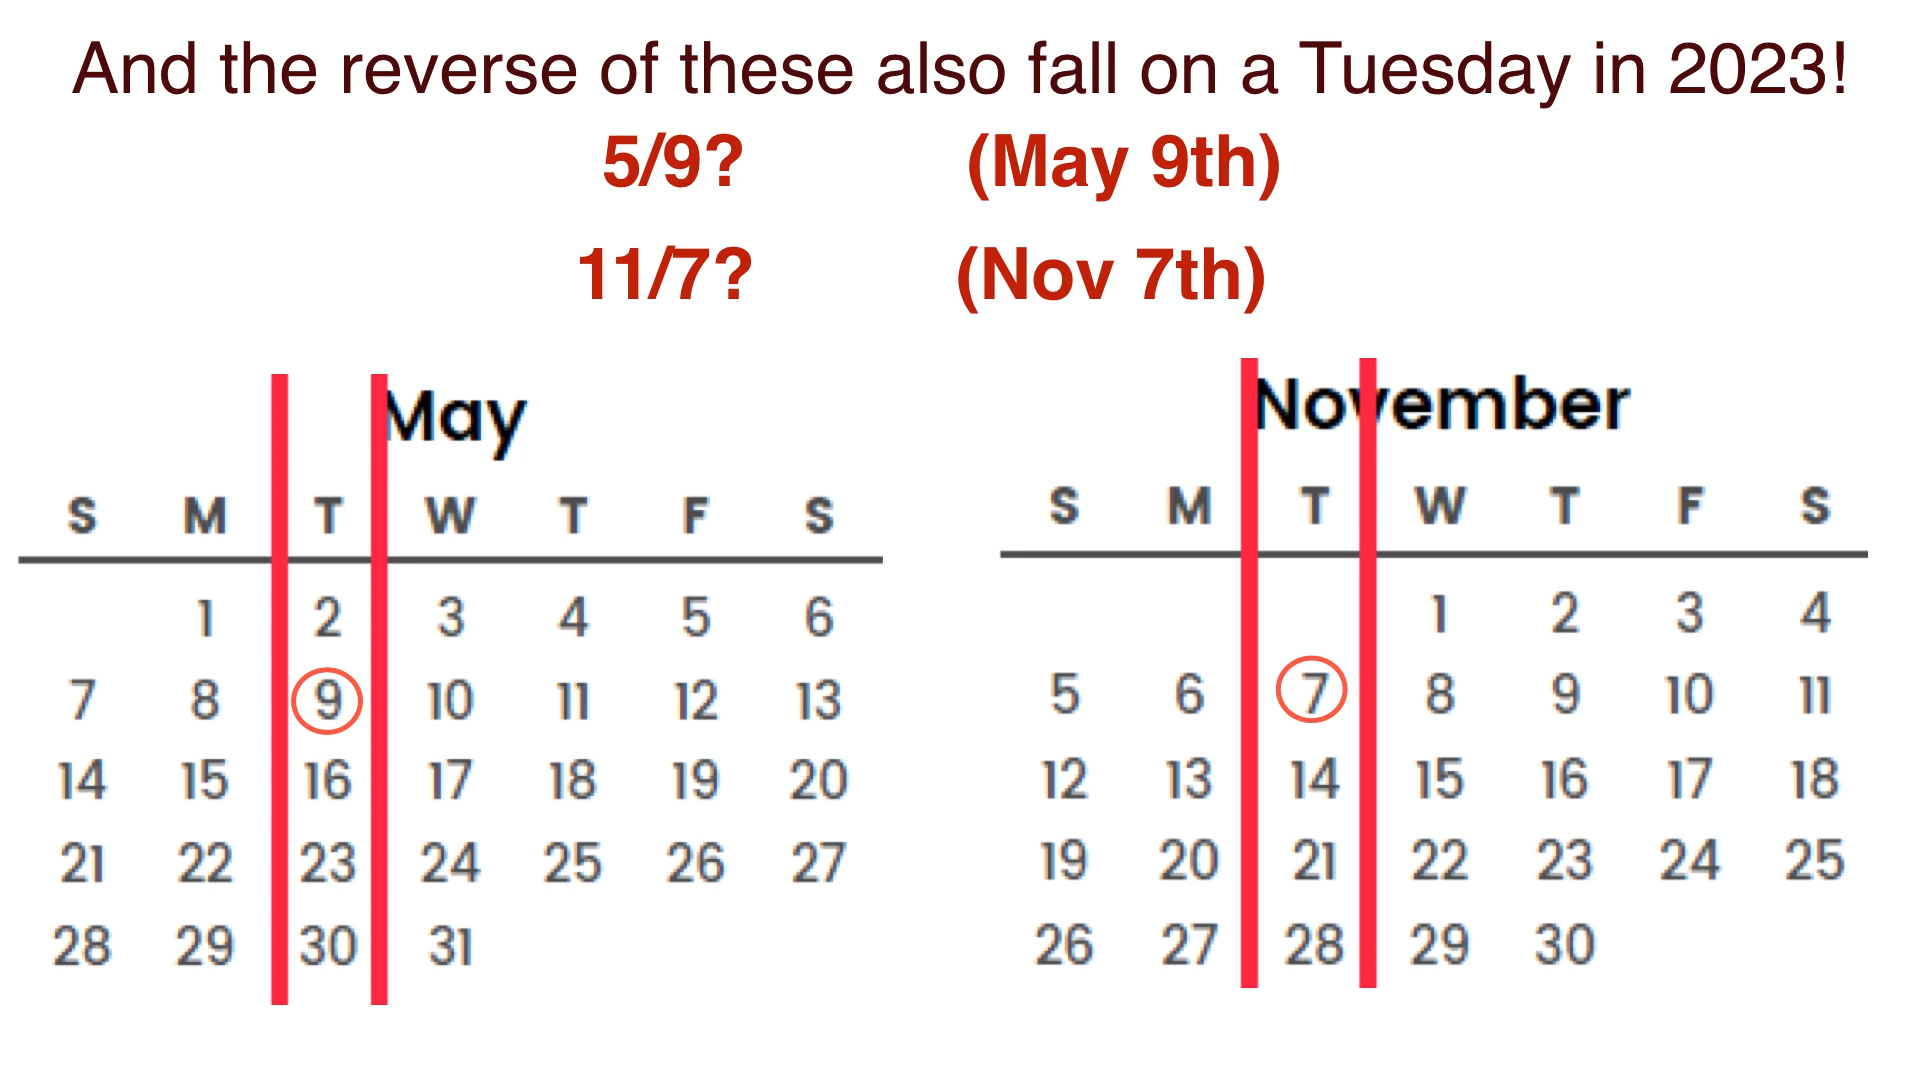 And the reverse of these also fall on a Tuesday in 2023!
5/9? (May 9th)
11/7? (Nov 7th)
May
S M T W T F S
1 2 3 4 5 6
7 8 9 10 11 12 13
14 15 16 17 18 19 20
21 22 23 24 25 26 27
28 29 30 31
November
S M T W T F S
1 2 3 4
5 6 7 8 9 10 11
12 13 14 15 16 17 18
19 20 21 22 23 24 25
26 27 28 29 30